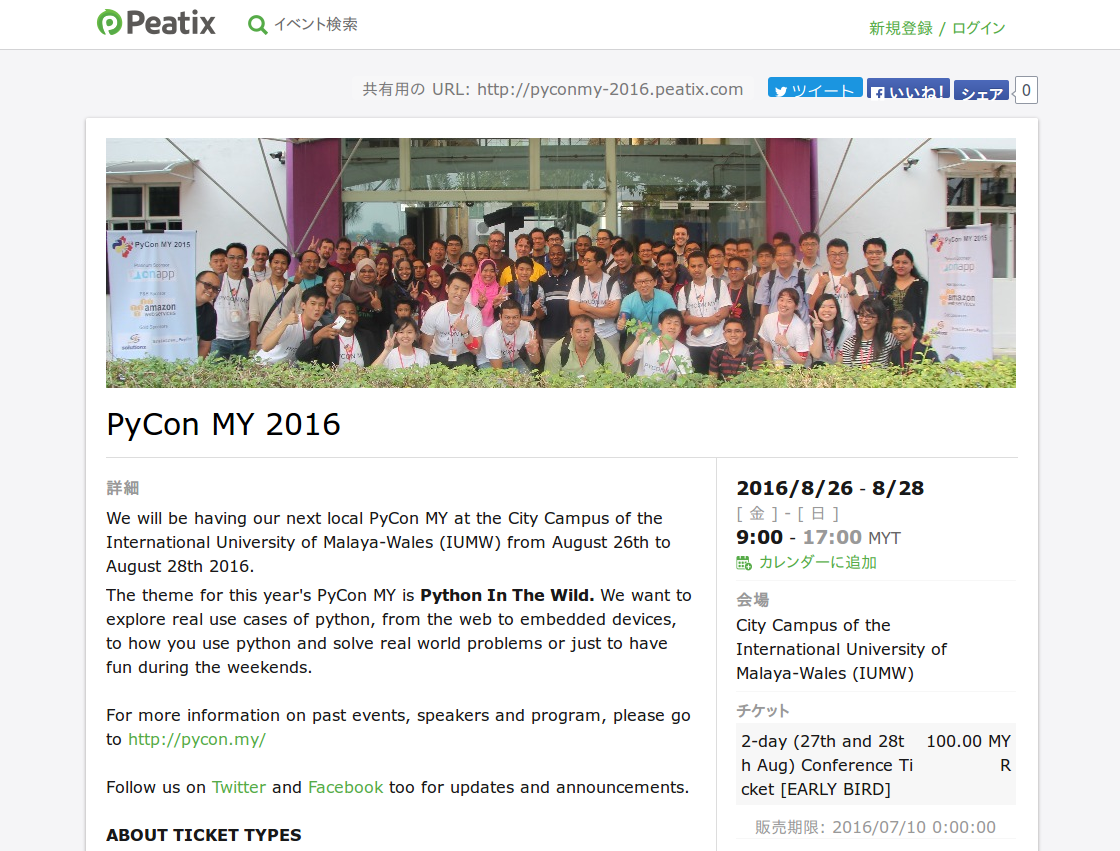 Peatix イベント検索 新規登録 / ログイン
共有用の URL: http://pyconmy-2016.peatix.com ツイート いいね! シェア 0
PyCon MY 2015 PyCon MY 2015
onapp onapp
amazon amazon
solutions
PyCon MY 2016
詳細
We will be having our next local PyCon MY at the City Campus of the
International University of Malaya-Wales (IUMW) from August 26th to
August 28th 2016.
The theme for this year's PyCon MY is Python In The Wild. We want to
explore real use cases of python, from the web to embedded devices,
to how you use python and solve real world problems or just to have
fun during the weekends.
For more information on past events, speakers and program, please go
to http://pycon.my/
Follow us on Twitter and Facebook too for updates and announcements.
ABOUT TICKET TYPES
2016/8/26 - 8/28
[ 金 ] - [ 日 ]
9:00 - 17:00 MYT
カレンダーに追加
会場
City Campus of the
International University of
Malaya-Wales (IUMW)
チケット
2-day (27th and 28t 100.00 MY
h Aug) Conference Ti R
cket [EARLY BIRD]
販売期限: 2016/07/10 0:00:00